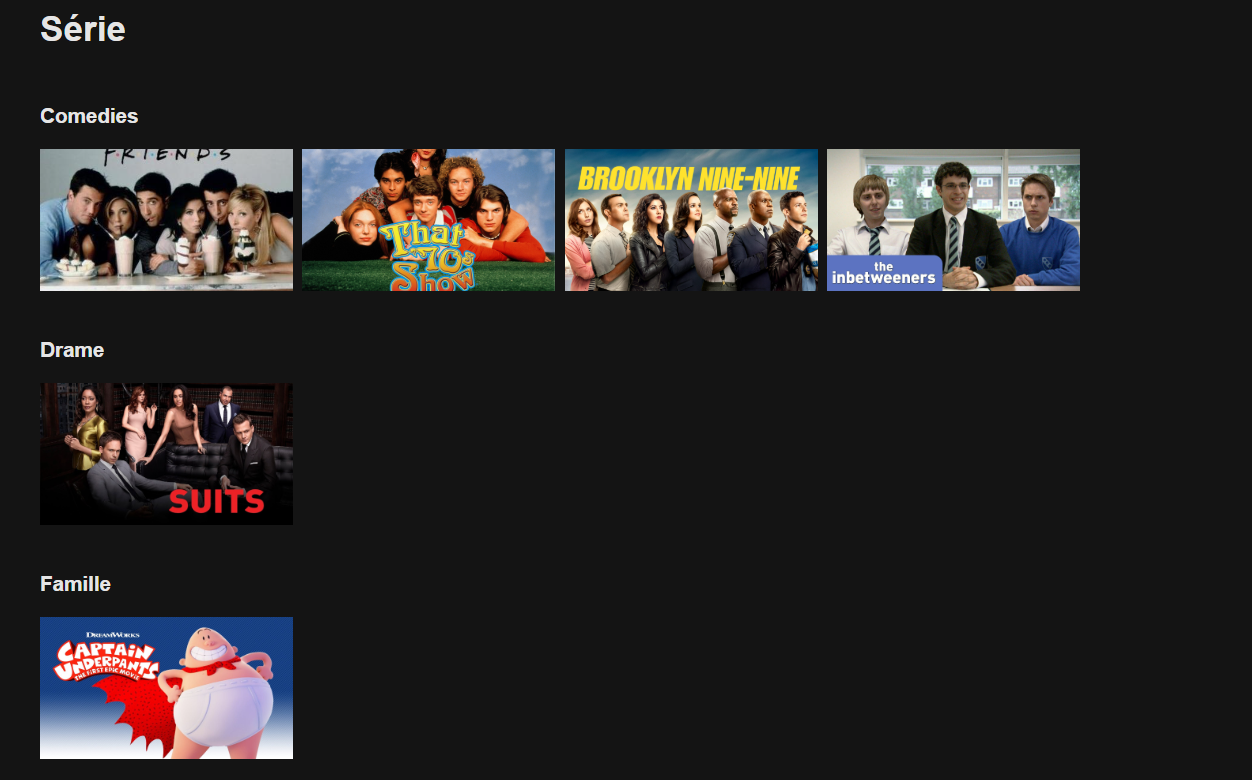 Série
Comedies
F·R·I·E·N·D·S
That
'70s
Show
BROOKLYN NINE-NINE
the
inbetweeners
Drame
SUITS
Famille
DREAMWORKS
CAPTAIN
UNDERPANTS
THE FIRST EPIC MOVIE